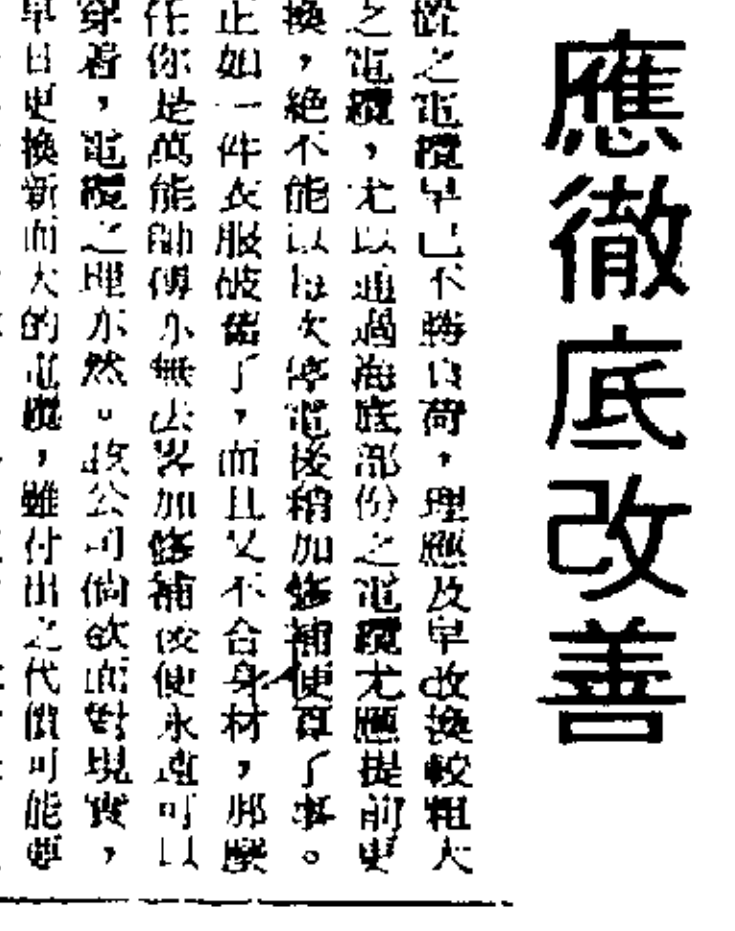 應徹底改善
之電纜早已不勝負荷，理應及早改換較粗大
之電纜，尤以通過海底部份之電纜尤應提前更
換，絕不能以每次停電後稍加修補便算了事。
正如一件衣服破舊了，而且又不合身材，那麼
任你是萬能師傅亦無法畀加修補後便永遠可以
穿着，電纜之理亦然。故公司倘欲面對現實，
早日更換新而大的電纜，雖付出之代價可能要